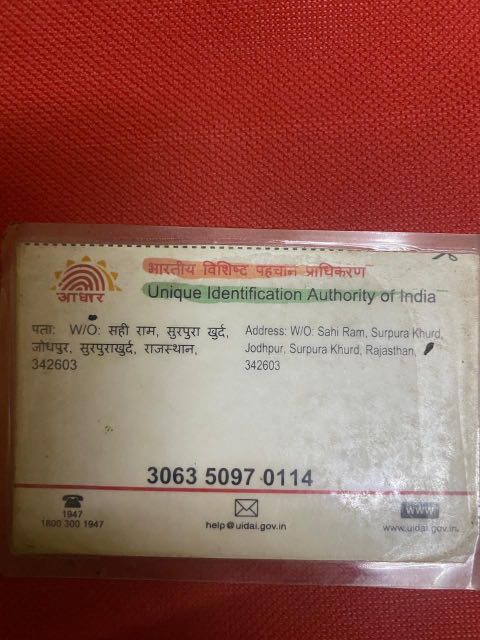 भारतीय विशिष्ट पहचान प्राधिकरण
Unique Identification Authority of India
आधार
पता: W/O: सही राम, सुरपुरा खुर्द,
जोधपुर, सुरपुराखुर्द, राजस्थान,
342603
Address: W/O: Sahi Ram, Surpura Khurd,
Jodhpur, Surpura Khurd, Rajasthan,
342603
3063 5097 0114
1947
1800 300 1947
help@uidai.gov.in
WWW
www.uidai.gov.in